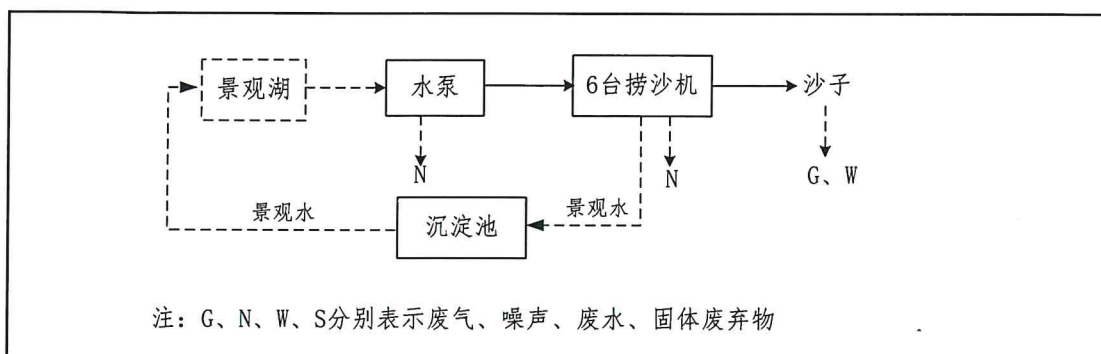 景观湖
水泵
6台捞沙机
沙子
N
N
G、W
景观水
沉淀池
景观水
注：G、N、W、S分别表示废气、噪声、废水、固体废弃物